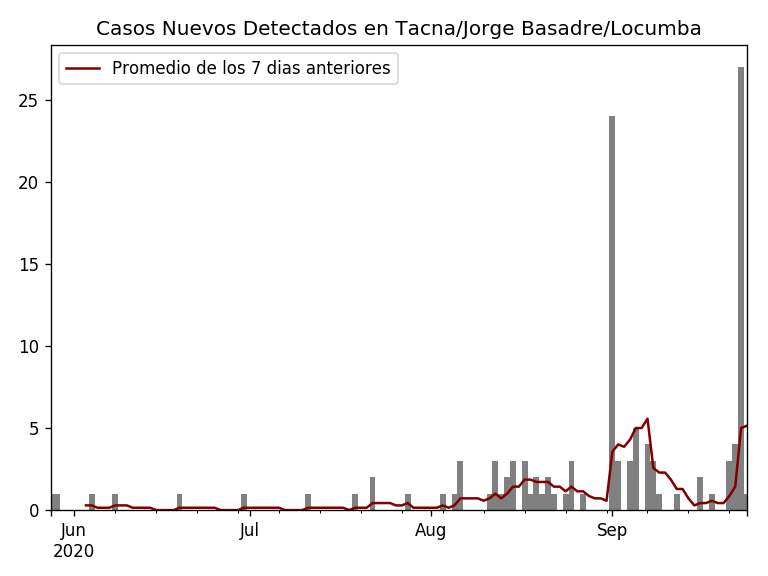 Casos Nuevos Detectados en Tacna/Jorge Basadre/Locumba
Promedio de los 7 dias anteriores
25
20
15
10
5
0
Jun Jul Aug Sep
2020